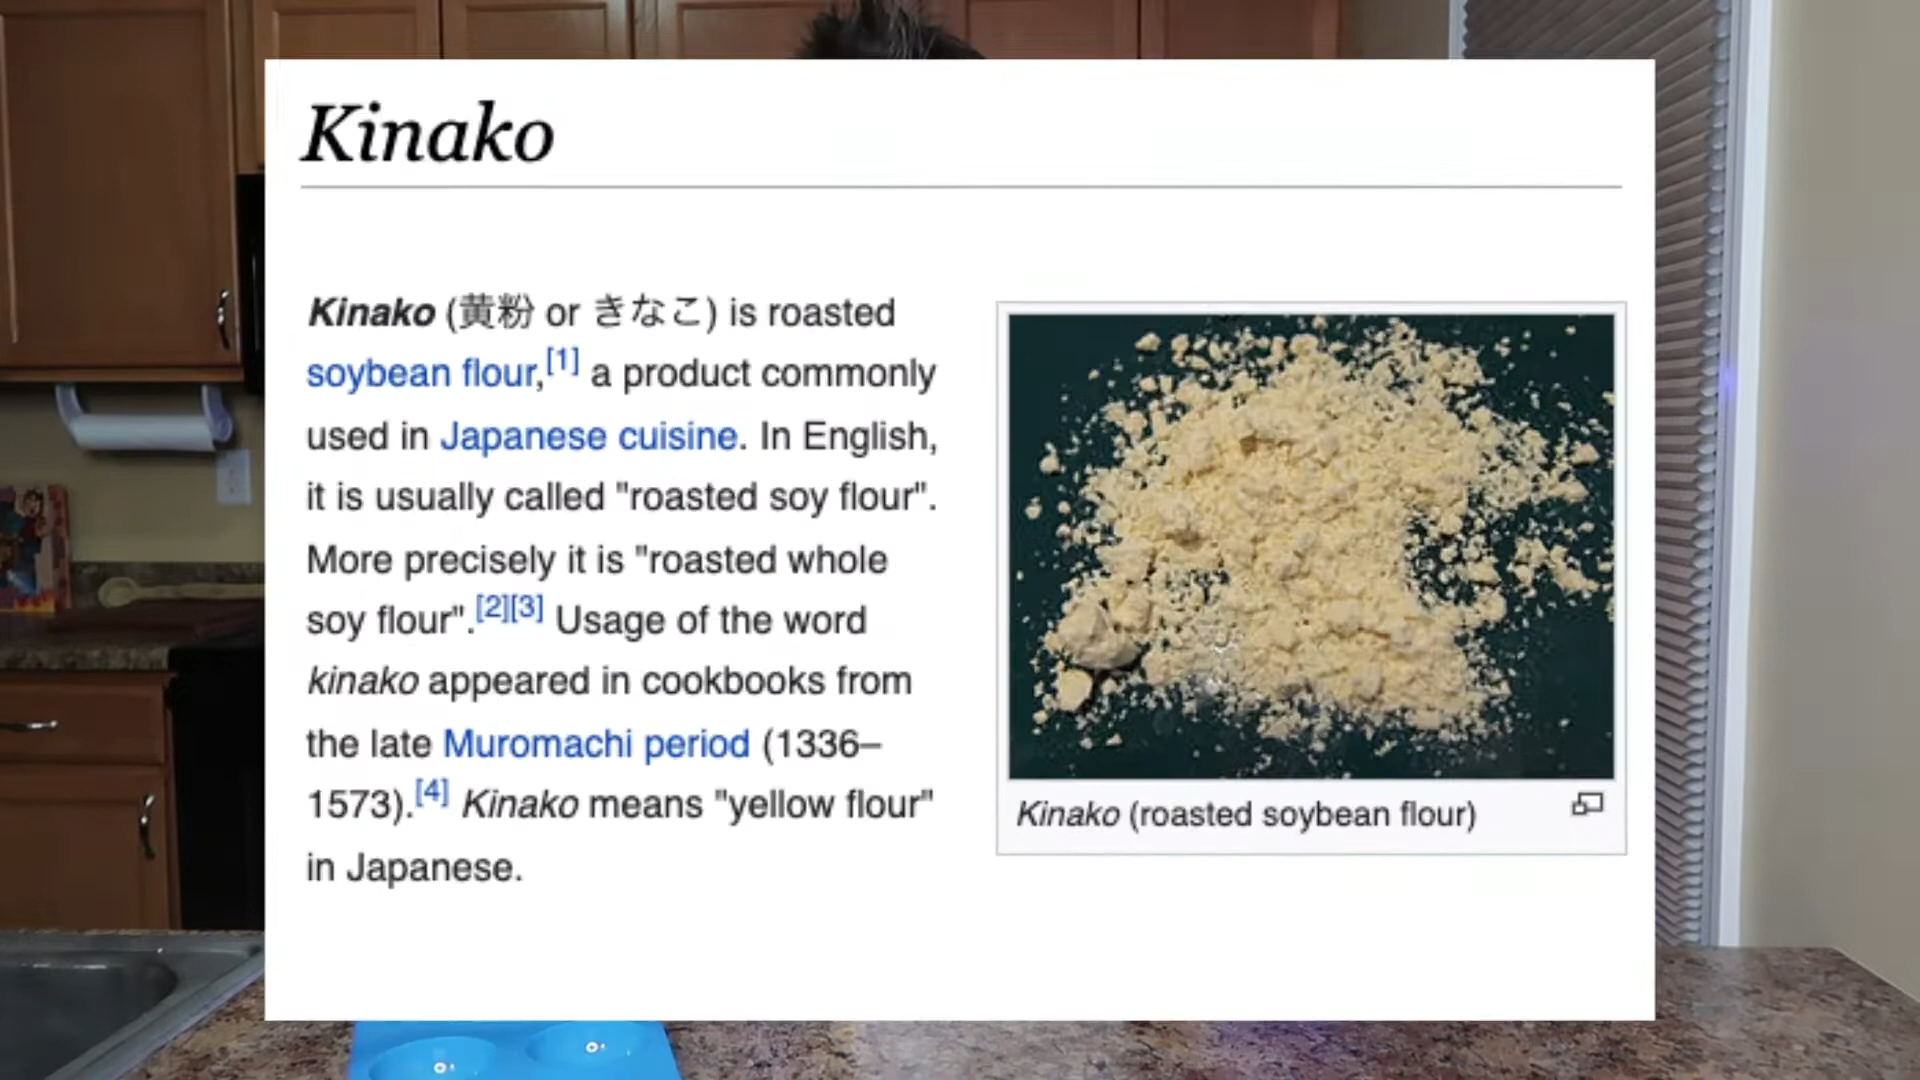 Kinako
Kinako (黄粉 or きなこ) is roasted
soybean flour,[1] a product commonly
used in Japanese cuisine. In English,
it is usually called "roasted soy flour".
More precisely it is "roasted whole
soy flour".[2][3] Usage of the word
kinako appeared in cookbooks from
the late Muromachi period (1336–
1573).[4] Kinako means "yellow flour"
in Japanese.
Kinako (roasted soybean flour)